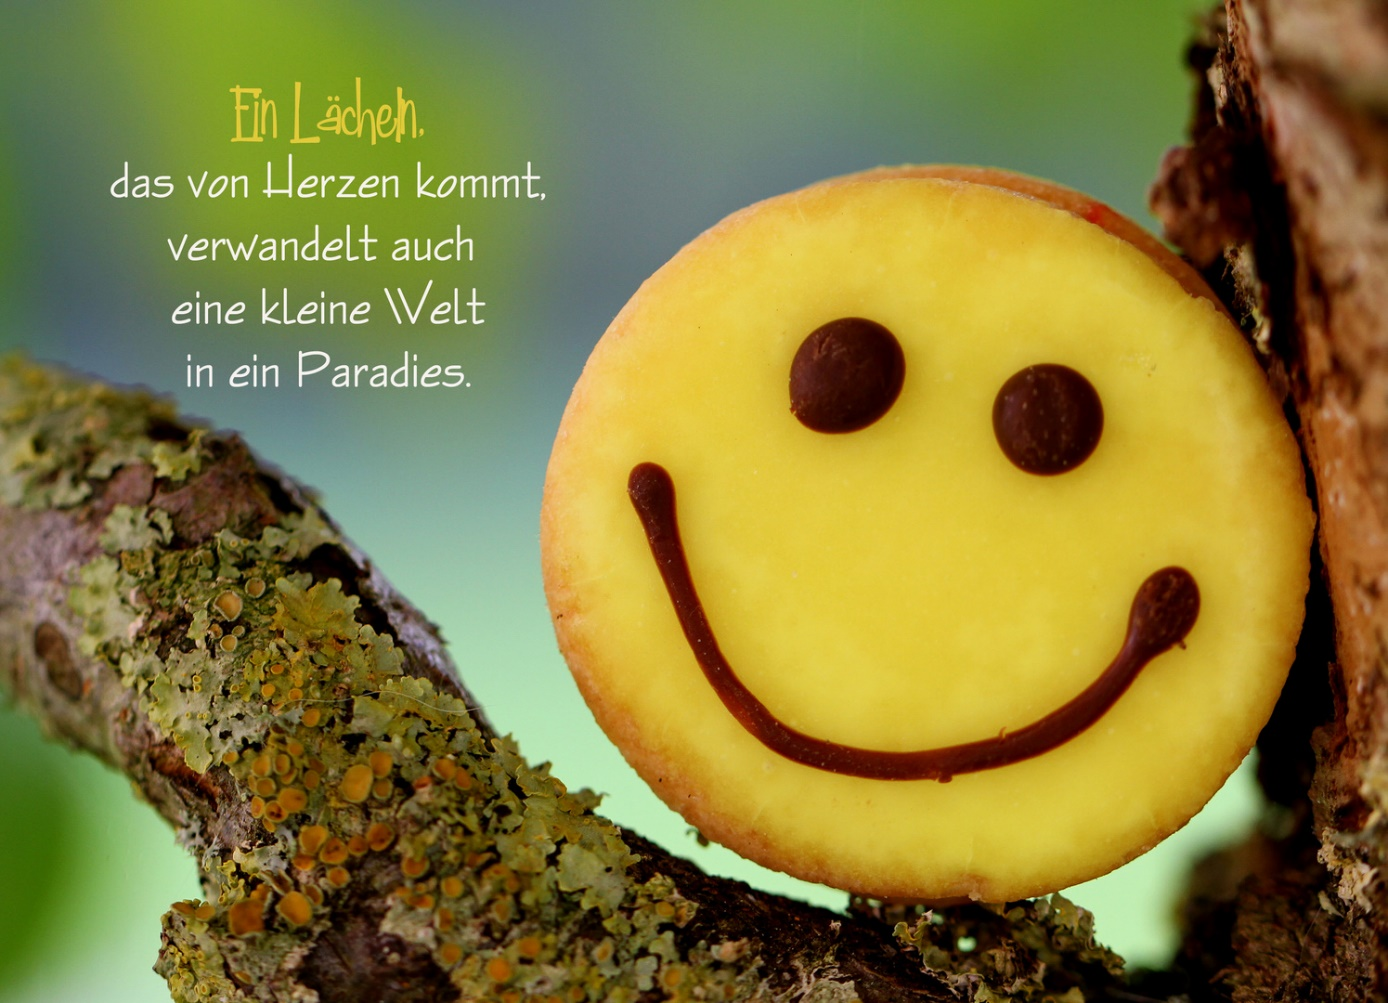 Ein Lächeln,
das von Herzen kommt,
verwandelt auch
eine kleine Welt
in ein Paradies.